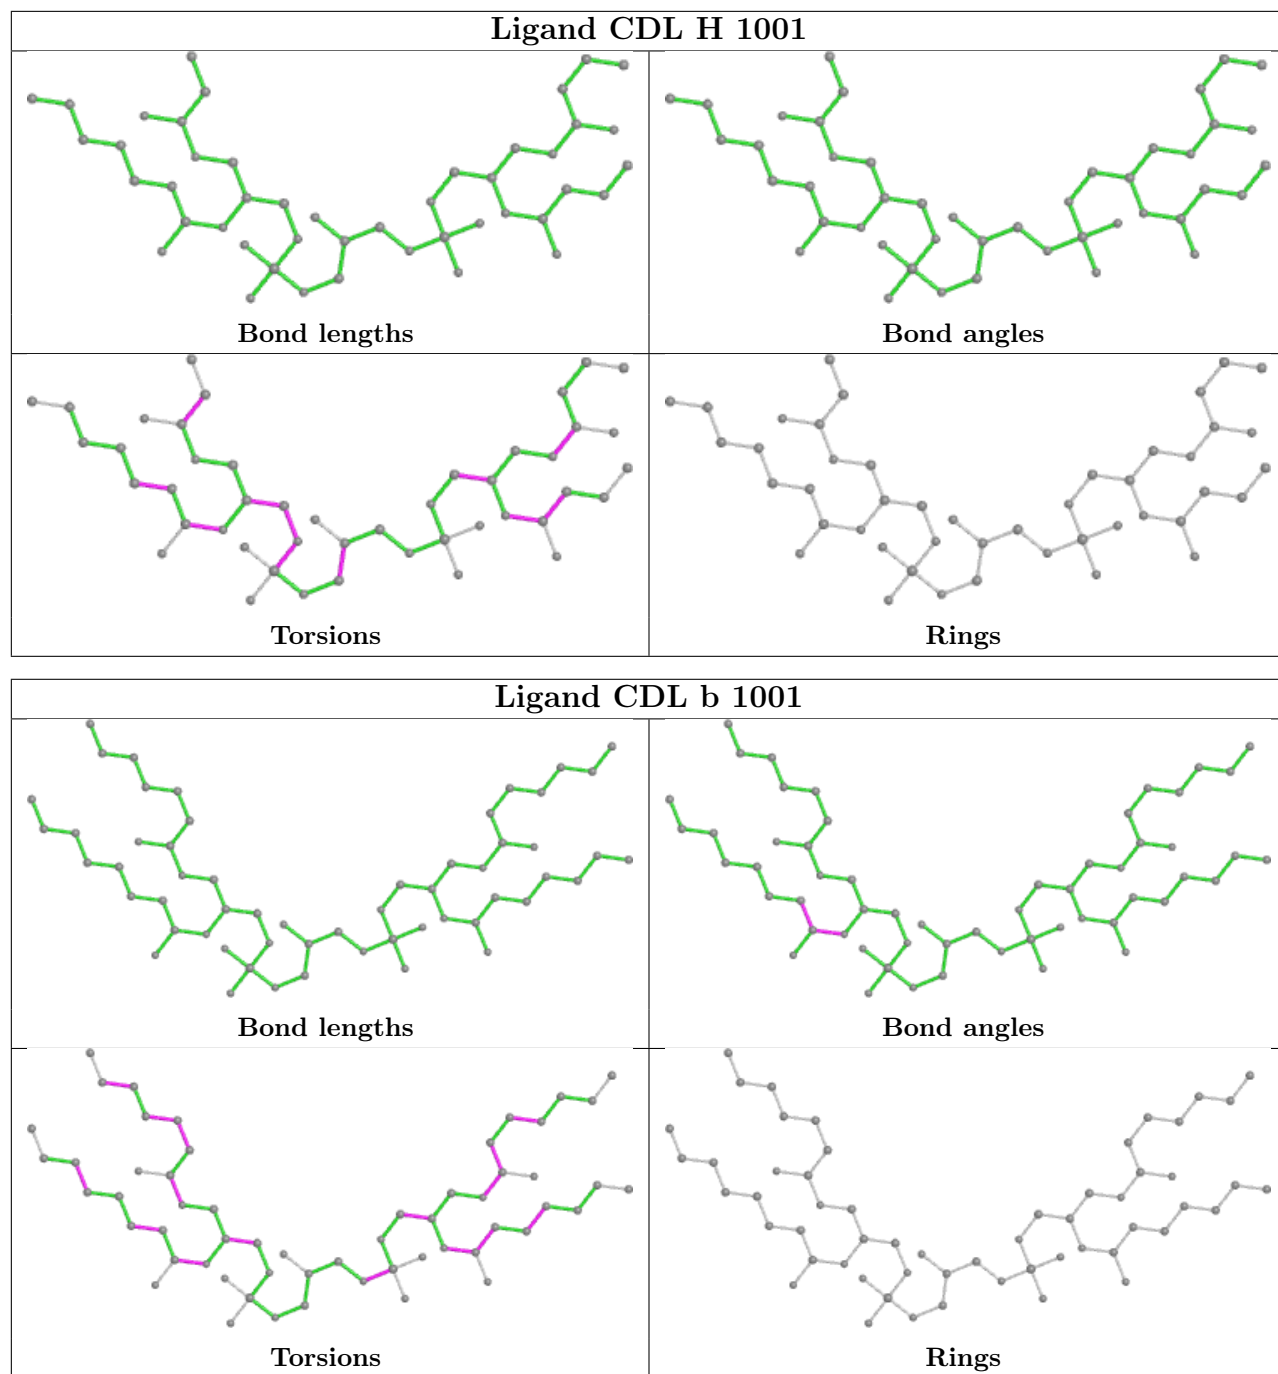 Ligand CDL H 1001
Bond lengths
Bond angles
Torsions
Rings
Ligand CDL b 1001
Bond lengths
Bond angles
Torsions
Rings